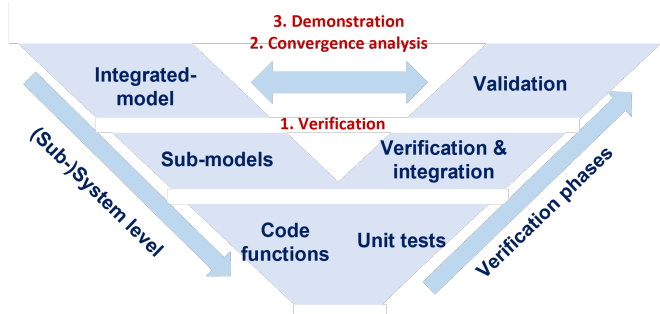 3. Demonstration
2. Convergence analysis
Integrated-
model
Validation
1. Verification
Sub-models
Verification &
integration
Code
functions
Unit tests
(Sub-)System level
Verification phases